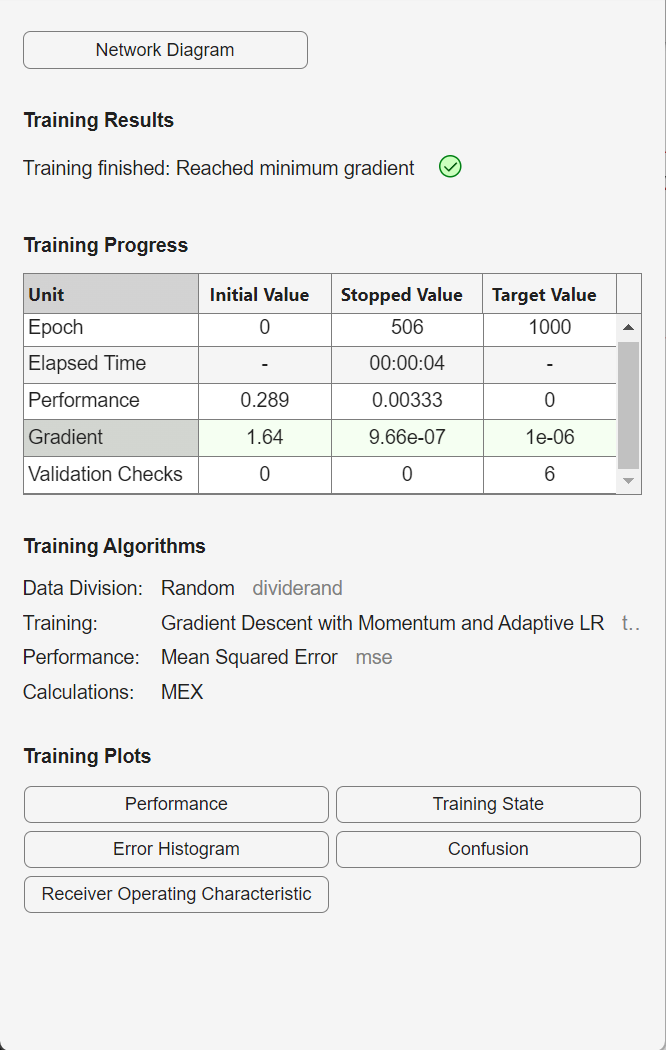 Network Diagram
Training Results
Training finished: Reached minimum gradient
Training Progress
Unit Initial Value Stopped Value Target Value
Epoch 0 506 1000
Elapsed Time - 00:00:04 -
Performance 0.289 0.00333 0
Gradient 1.64 9.66e-07 1e-06
Validation Checks 0 0 6
Training Algorithms
Data Division: Random dividerand
Training: Gradient Descent with Momentum and Adaptive LR t..
Performance: Mean Squared Error mse
Calculations: MEX
Training Plots
Performance Training State
Error Histogram Confusion
Receiver Operating Characteristic